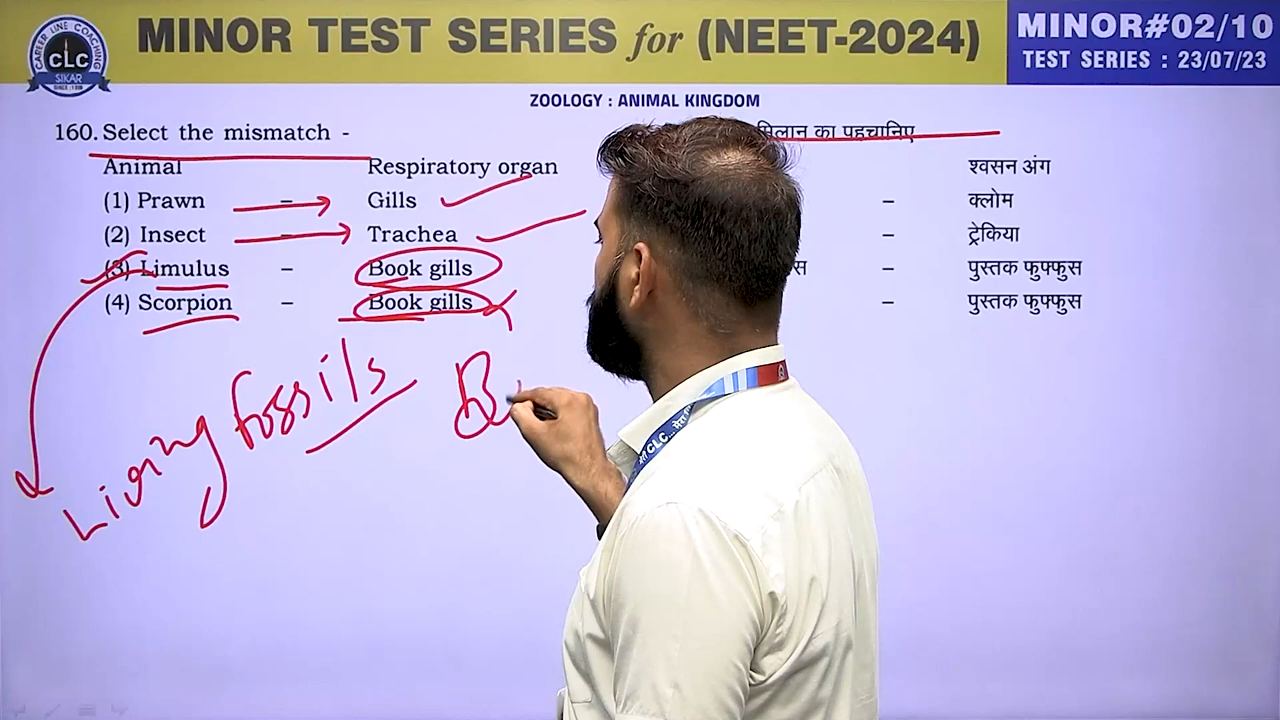 MINOR TEST SERIES for (NEET-2024)
MINOR#02/10
TEST SERIES : 23/07/23
CAREER LINE COACHING
CLC
SIKAR
ZOOLOGY : ANIMAL KINGDOM
160. Select the mismatch -
मिलान का पहचानिए
Animal Respiratory organ
श्वसन अंग
(1) Prawn – Gills
– क्लोम
(2) Insect – Trachea
– ट्रेकिया
(3) Limulus – Book gills
स – पुस्तक फुफ्फुस
(4) Scorpion – Book gills
– पुस्तक फुफ्फुस
Living fossils
CLC...